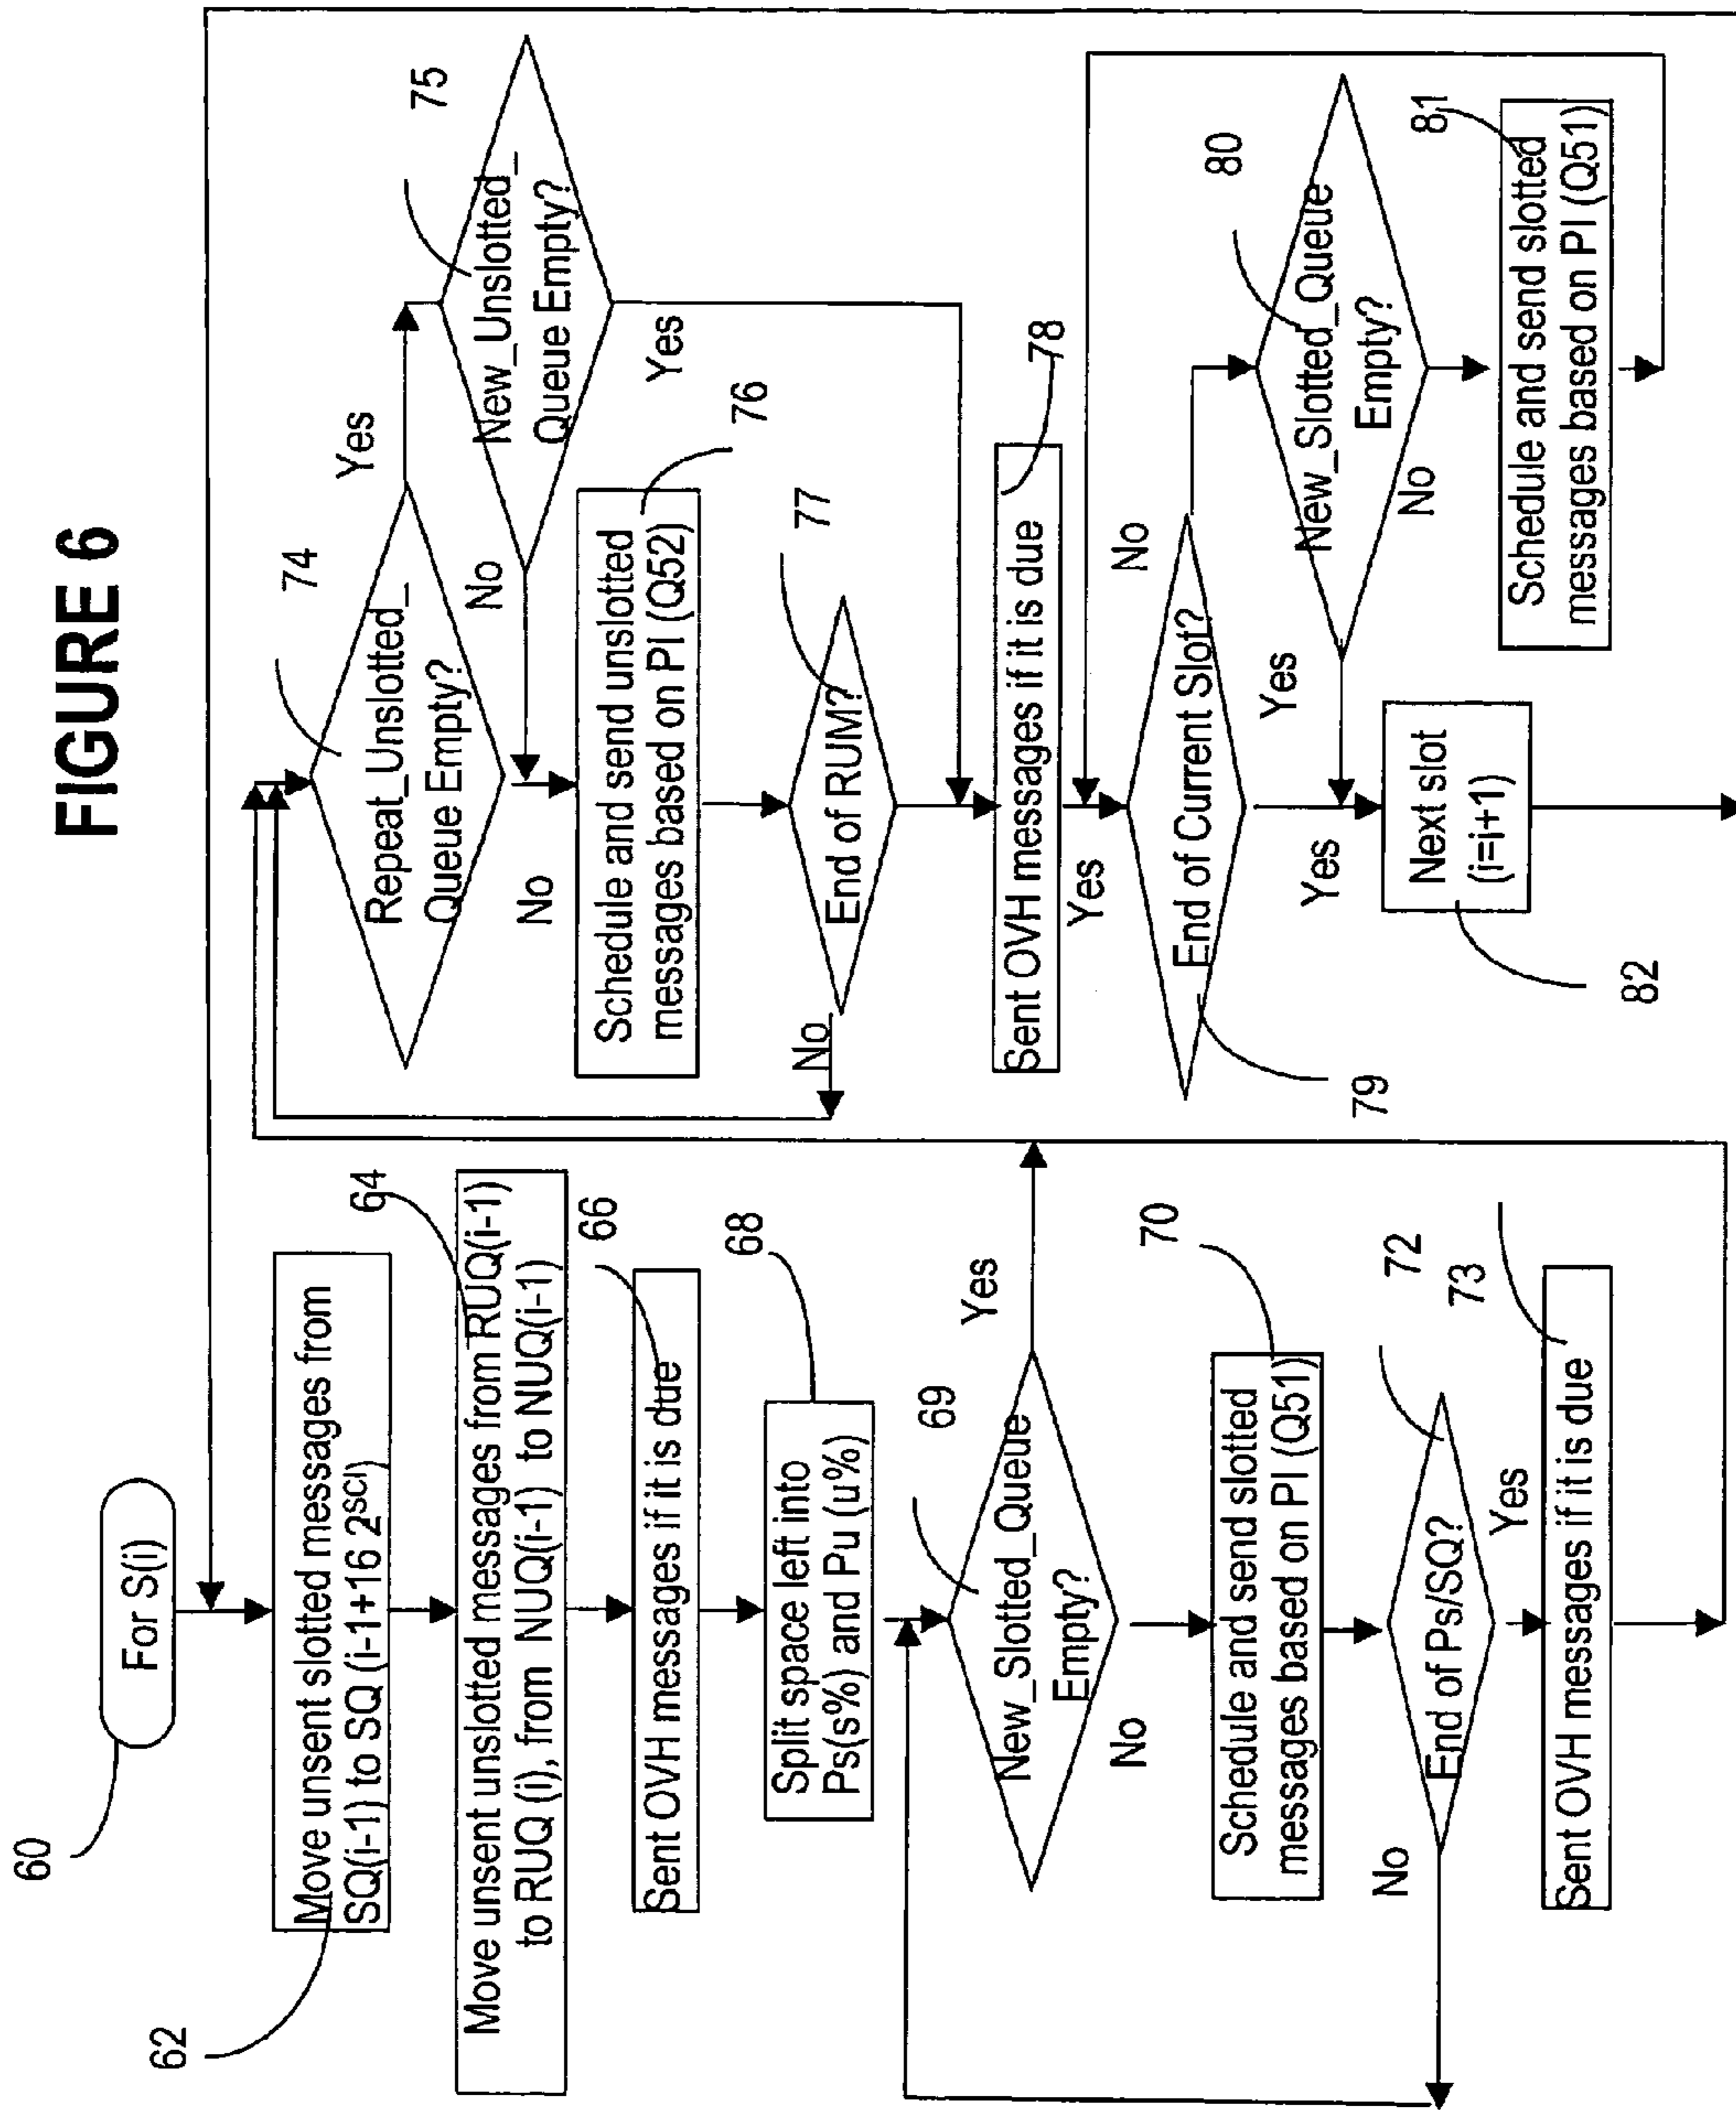 FIGURE 6
60
For S(i)
62
Move unsent slotted messages from
SQ(i-1) to SQ (i-1+16 2^SCI)
64
Move unsent unslotted messages from RUQ(i-1)
to RUQ (i), from NUQ(i-1) to NUQ(i-1)
66
Sent OVH messages if it is due
68
Split space left into
Ps(s%) and Pu (u%)
69
New_Slotted_Queue
Empty?
Yes
No
70
Schedule and send slotted
messages based on PI (Q51)
72
End of Ps/SQ?
No
Yes
73
Sent OVH messages if it is due
74
Repeat_Unslotted_
Queue Empty?
Yes
No
75
New_Unslotted_
Queue Empty?
No
Yes
76
Schedule and send unslotted
messages based on PI (Q52)
77
End of RUM?
No
Yes
78
Sent OVH messages if it is due
79
End of Current Slot?
No
Yes
80
New_Slotted_Queue
Empty?
Yes
No
81
Schedule and send slotted
messages based on PI (Q51)
82
Next slot
(i=i+1)